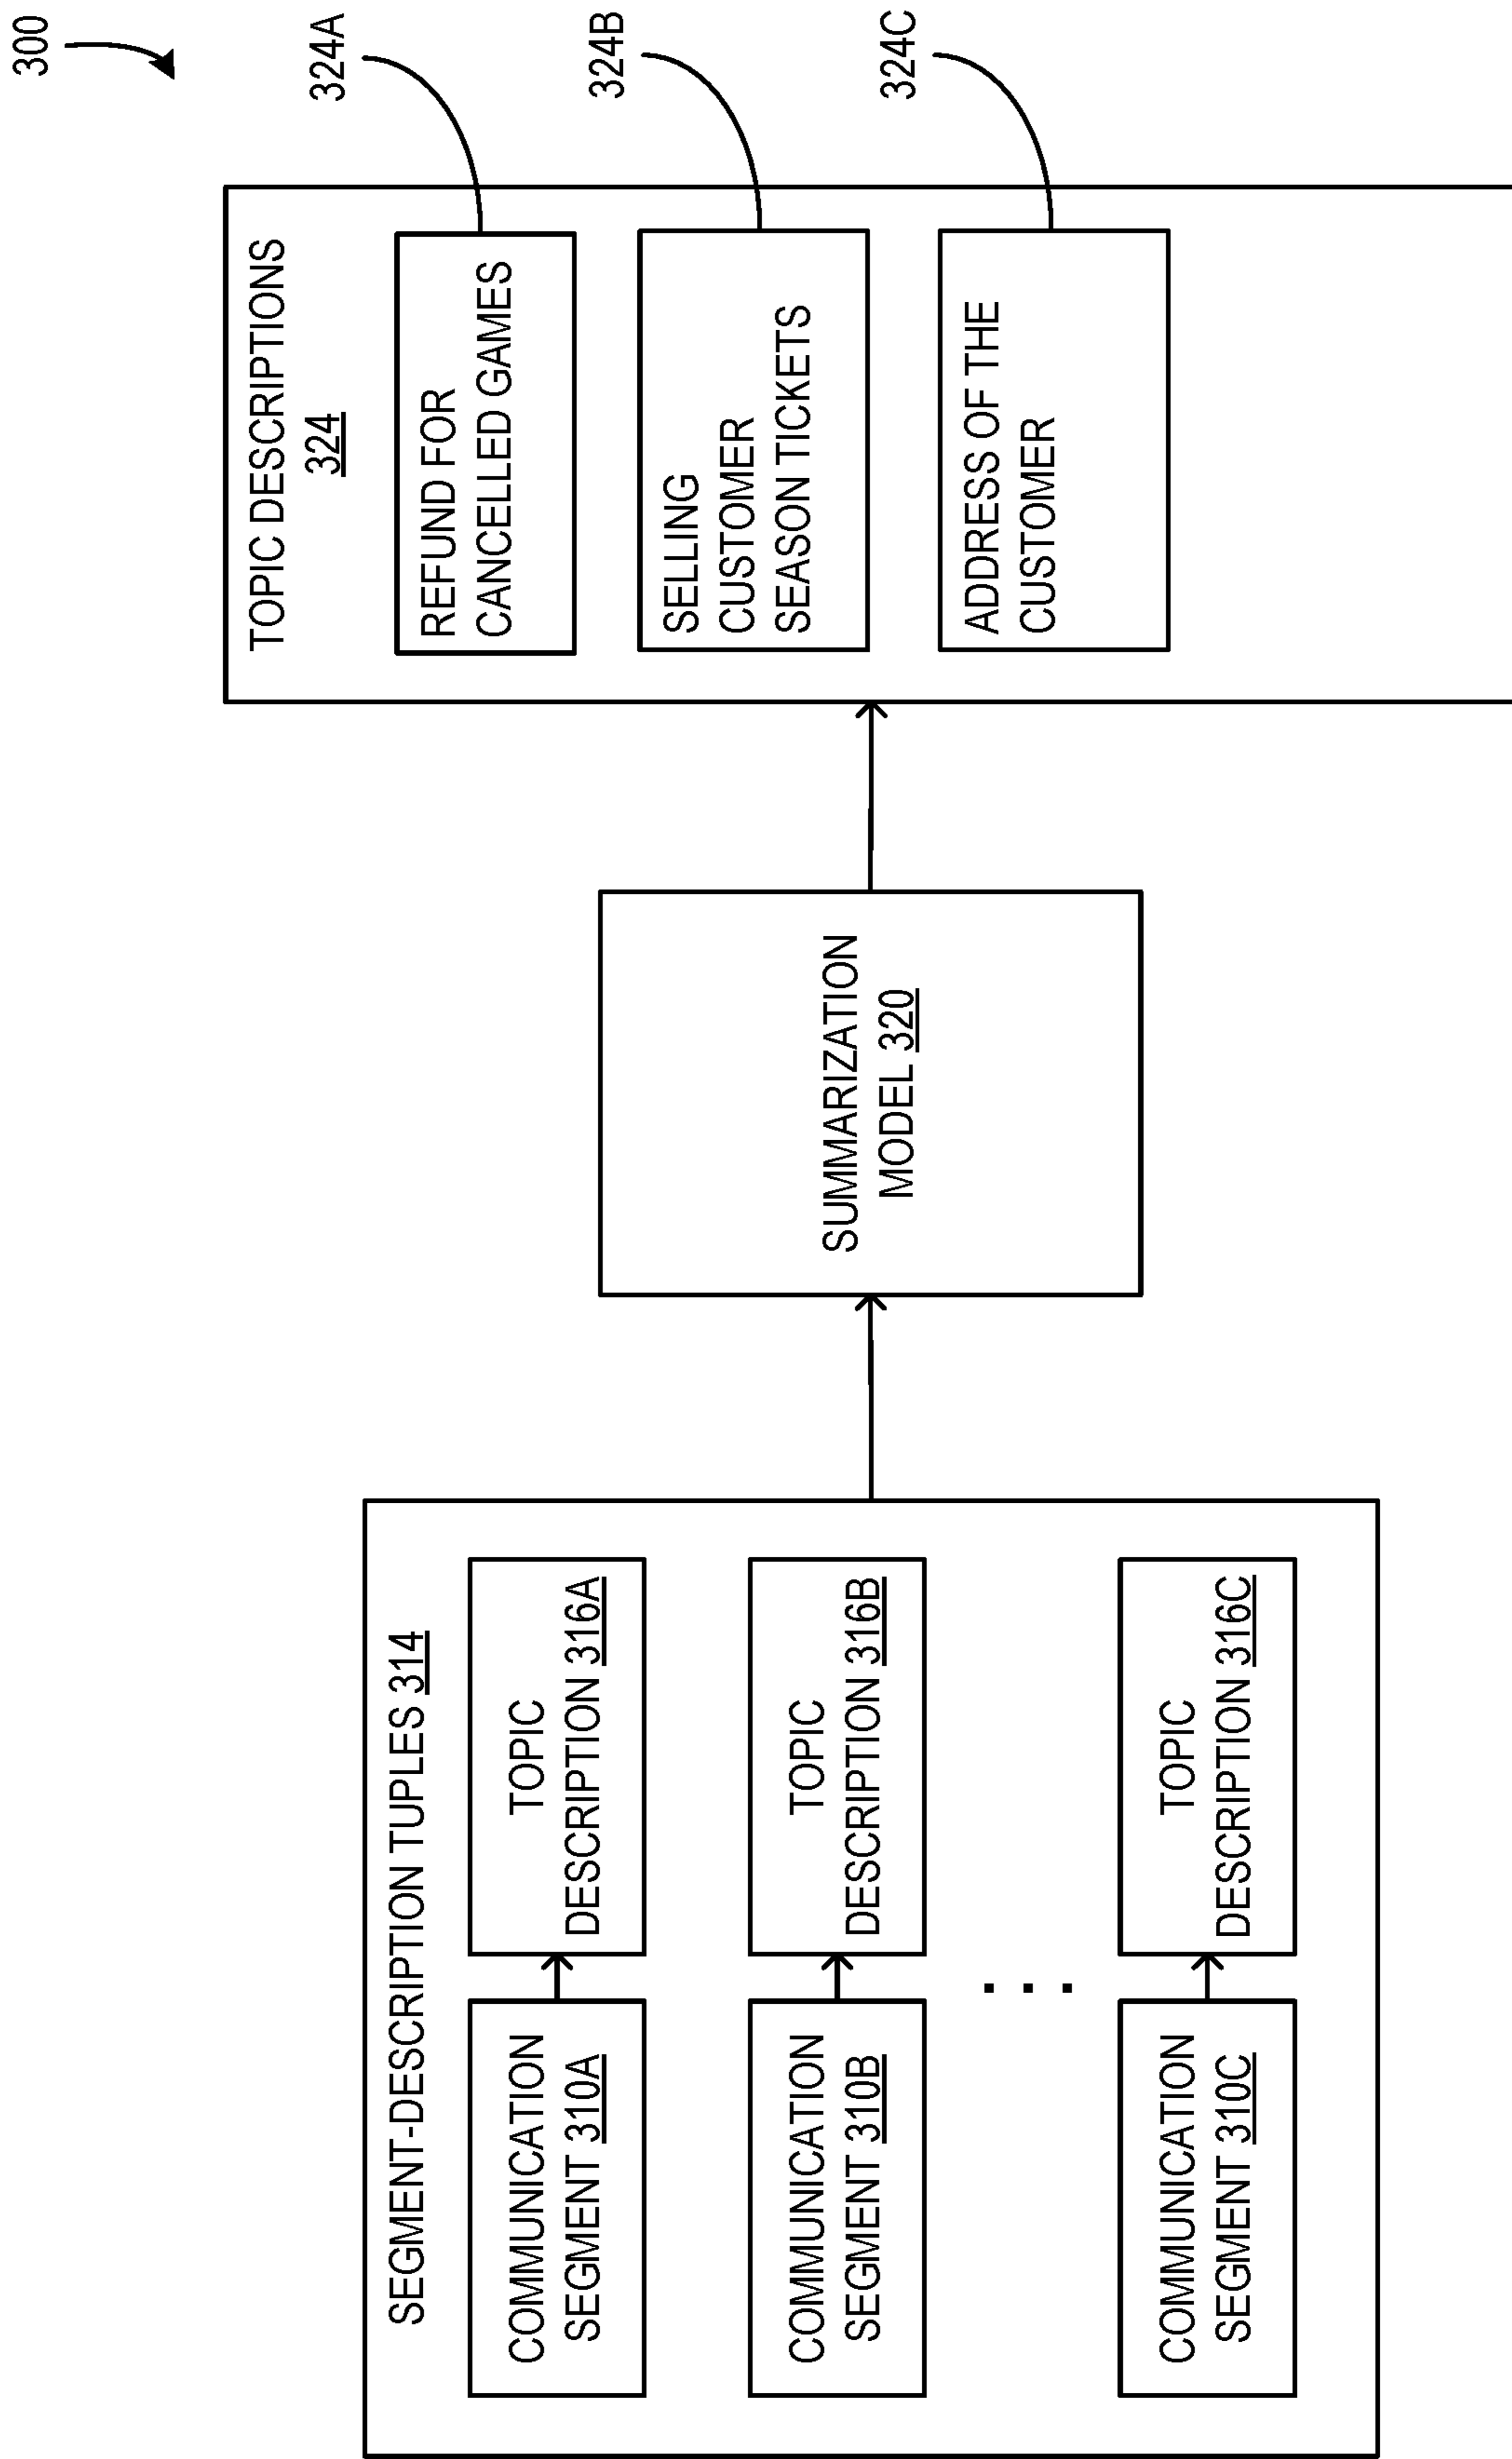 300
SEGMENT-DESCRIPTION TUPLES 314
COMMUNICATION
SEGMENT 310A
TOPIC
DESCRIPTION 316A
COMMUNICATION
SEGMENT 310B
TOPIC
DESCRIPTION 316B
. . .
COMMUNICATION
SEGMENT 310C
TOPIC
DESCRIPTION 316C
SUMMARIZATION
MODEL 320
TOPIC DESCRIPTIONS
324
REFUND FOR
CANCELLED GAMES
324A
SELLING
CUSTOMER
SEASON TICKETS
324B
ADDRESS OF THE
CUSTOMER
324C